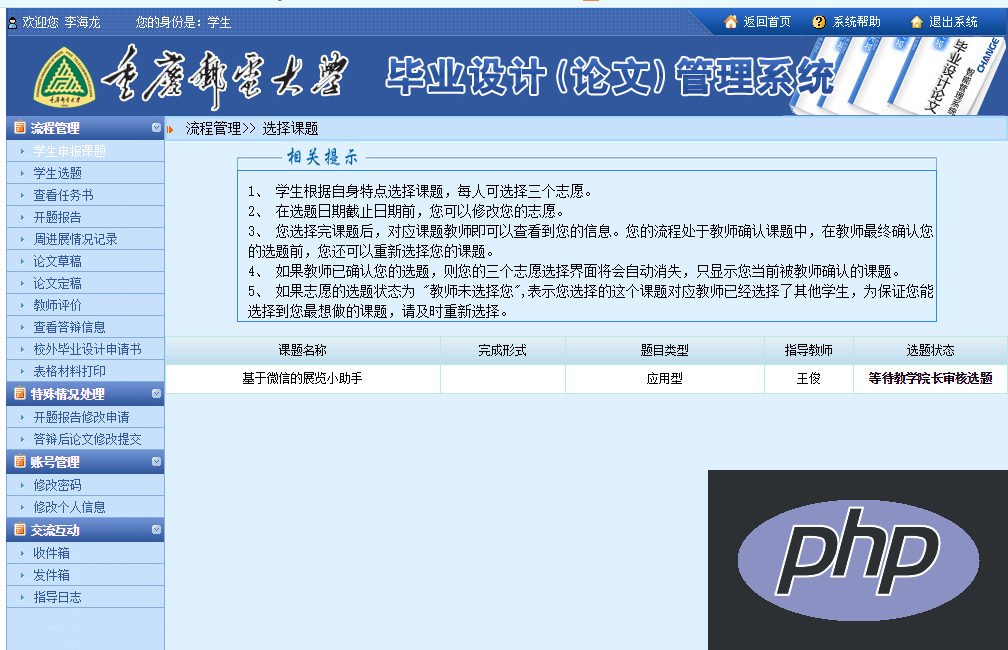 欢迎您 李海龙 您的身份是：学生 返回首页 系统帮助 退出系统
重庆邮电大学 毕业设计(论文)管理系统 毕业设计论文 智能管理系统 CHANGE
流程管理
学生申报课题
学生选题
查看任务书
开题报告
周进展情况记录
论文草稿
论文定稿
教师评价
查看答辩信息
校外毕业设计申请书
表格材料打印
特殊情况处理
开题报告修改申请
答辩后论文修改提交
账号管理
修改密码
修改个人信息
交流互动
收件箱
发件箱
指导日志
流程管理>> 选择课题
相关提示
1、 学生根据自身特点选择课题，每人可选择三个志愿。
2、 在选题日期截止日期前，您可以修改您的志愿。
3、 您选择完课题后，对应课题教师即可以查看到您的信息。您的流程处于教师确认课题中，在教师最终确认您
的选题前，您还可以重新选择您的课题。
4、 如果教师已确认您的选题，则您的三个志愿选择界面将会自动消失，只显示您当前被教师确认的课题。
5、 如果志愿的选题状态为 "教师未选择您",表示您选择的这个课题对应教师已经选择了其他学生，为保证您能
选择到您最想做的课题，请及时重新选择。
课题名称 完成形式 题目类型 指导教师 选题状态
基于微信的展览小助手 应用型 王俊 等待教学院长审核选题
php